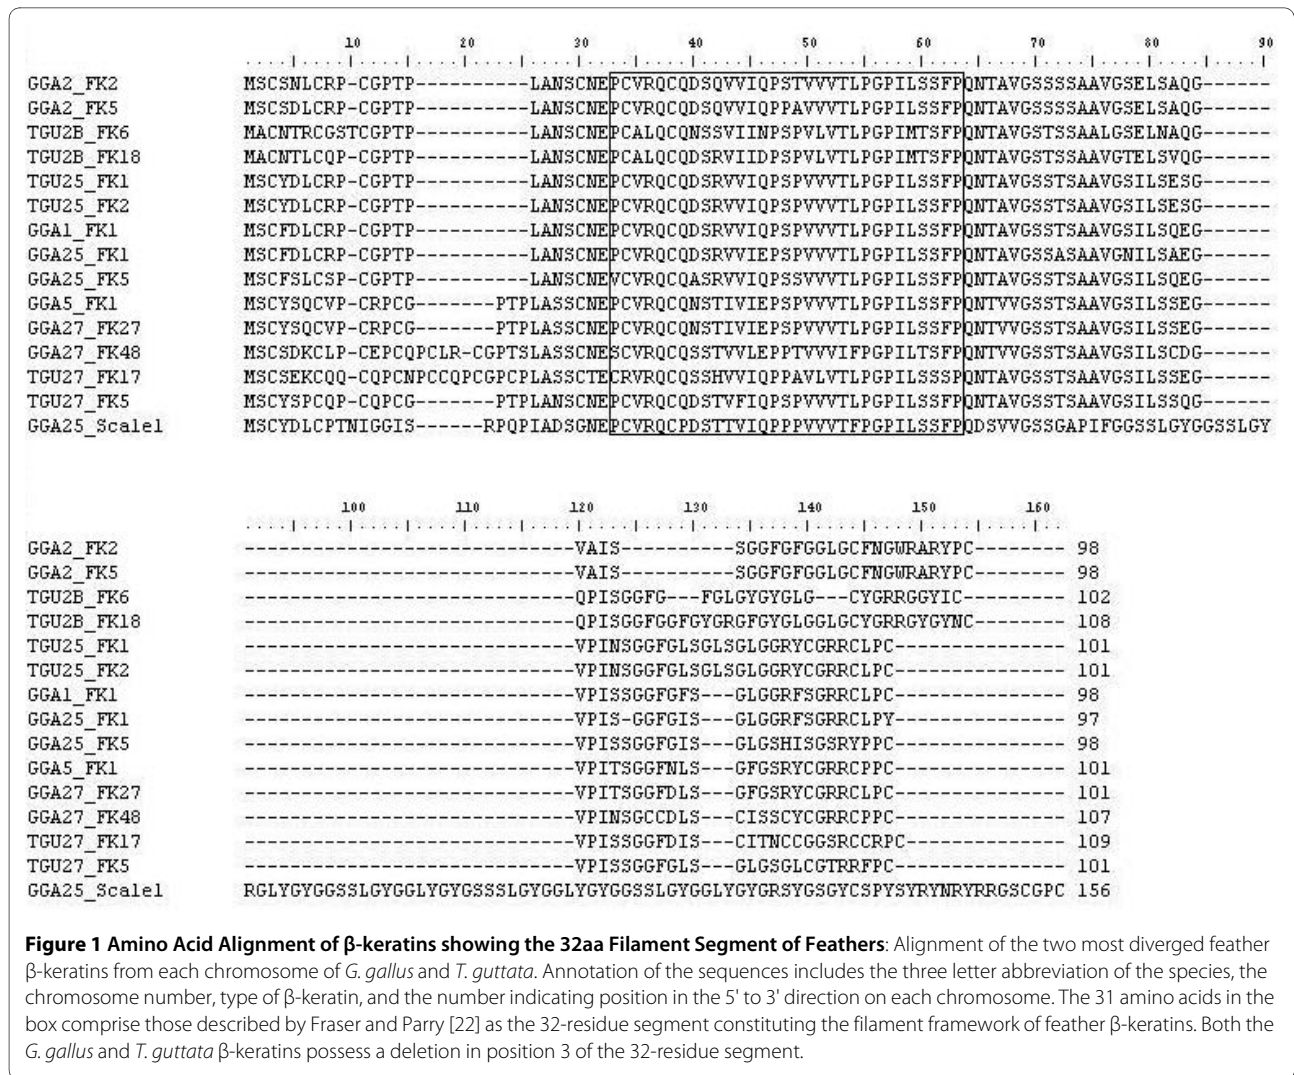 10 20 30 40 50 60 70 80 90
GGA2_FK2 MSCSNLCRP-CGPTP----------LANSCNEPCVRQCQDSQVVIQPSTVVVTLPGPILSSFPQNTAVGSSSSAAVGSELSAQG------
GGA2_FK5 MSCSDLCRP-CGPTP----------LANSCNEPCVRQCQDSQVVIQPPAVVVTLPGPILSSFPQNTAVGSSSSAAVGSELSAQG------
TGU2B_FK6 MACNTRCGSTCGPTP----------LANSCNEPCALQCQNSSVIINPSPVLVTLPGPIMTSFPQNTAVGSTSSAALGSELNAQG------
TGU2B_FK18 MACNTLCQP-CGPTP----------LANSCNEPCALQCQDSRVIIDPSPVLVTLPGPIMTSFPQNTAVGSTSSAAVGTELSVQG------
TGU25_FK1 MSCYDLCRP-CGPTP----------LANSCNEPCVRQCQDSRVVIQPSPVVVTLPGPILSSFPQNTAVGSSTSAAVGSILSESG------
TGU25_FK2 MSCYDLCRP-CGPTP----------LANSCNEPCVRQCQDSRVVIQPSPVVVTLPGPILSSFPQNTAVGSSTSAAVGSILSESG------
GGA1_FK1 MSCFDLCRP-CGPTP----------LANSCNEPCVRQCQDSRVVIQPSPVVVTLPGPILSSFPQNTAVGSSTSAAVGSILSQEG------
GGA25_FK1 MSCFDLCRP-CGPTP----------LANSCNEPCVRQCQDSRVVIEPSPVVVTLPGPILSSFPQNTAVGSSASAAVGNILSAEG------
GGA25_FK5 MSCFSLCSP-CGPTP----------LANSCNEVCVRQCQASRVVIQPSSVVVTLPGPILSSFPQNTAVGSSTSAAVGSILSQEG------
GGA5_FK1 MSCYSQCVP-CRPCG-------PTPLASSCNEPCVRQCQNSTIVIEPSPVVVTLPGPILSSFPQNTVVGSSTSAAVGSILSSEG------
GGA27_FK27 MSCYSQCVP-CRPCG-------PTPLASSCNEPCVRQCQNSTIVIEPSPVVVTLPGPILSSFPQNTVVGSSTSAAVGSILSSEG------
GGA27_FK48 MSCSDKCLP-CEPCQPCLR-CGPTSLASSCNESCVRQCQSSTVVLEPPTVVVIFPGPILTSFPQNTVVGSSTSAAVGSILSCDG------
TGU27_FK17 MSCSEKCQQ-CQPCNPCCQPCGPCPLASSCTECRVRQCQSSHVVIQPPAVLVTLPGPILSSSPQNTAVGSSTSAAVGSILSSEG------
TGU27_FK5 MSCYSPCQP-CQPCG-------PTPLANSCNEPCVRQCQDSTVFIQPSPVVVTLPGPILSSFPQNTAVGSSTSAAVGSILSSQG------
GGA25_Scale1 MSCYDLCPTNIGGIS------RPQPIADSGNEPCVRQCPDSTTVIQPPPVVVTFPGPILSSFPQDSVVGSSGAPIFGGSSLGYGGSSLGY
100 110 120 130 140 150 160
GGA2_FK2 -----------------------------VAIS----------SGGFGFGGLGCFNGWRARYPC-------- 98
GGA2_FK5 -----------------------------VAIS----------SGGFGFGGLGCFNGWRARYPC-------- 98
TGU2B_FK6 -----------------------------QPISGGFG---FGLGYGYGLG---CYGRRGGYIC--------- 102
TGU2B_FK18 -----------------------------QPISGGFGGFGYGRGFGYGLGGLGCYGRRGYGYNC-------- 108
TGU25_FK1 -----------------------------VPINSGGFGLSGLSGLGGRYCGRRCLPC--------------- 101
TGU25_FK2 -----------------------------VPINSGGFGLSGLSGLGGRYCGRRCLPC--------------- 101
GGA1_FK1 -----------------------------VPISSGGFGFS---GLGGRFSGRRCLPC--------------- 98
GGA25_FK1 -----------------------------VPIS-GGFGIS---GLGGRFSGRRCLPY--------------- 97
GGA25_FK5 -----------------------------VPISSGGFGIS---GLGSHISGSRYPPC--------------- 98
GGA5_FK1 -----------------------------VPITSGGFNLS---GFGSRYCGRRCPPC--------------- 101
GGA27_FK27 -----------------------------VPITSGGFDLS---GFGSRYCGRRCLPC--------------- 101
GGA27_FK48 -----------------------------VPINSGCCDLS---CISSCYCGRRCPPC--------------- 107
TGU27_FK17 -----------------------------VPISSGGFDIS---CITNCCGGSRCCRPC-------------- 109
TGU27_FK5 -----------------------------VPISSGGFGLS---GLGSGLCGTRRFPC--------------- 101
GGA25_Scale1 RGLYGYGGSSLGYGGLYGYGSSSLGYGGLYGYGGSSLGYGGLYGYGRSYGSGYCSPYSYRYNRYRRGSCGPC 156
Figure 1 Amino Acid Alignment of β-keratins showing the 32aa Filament Segment of Feathers: Alignment of the two most diverged feather
β-keratins from each chromosome of G. gallus and T. guttata. Annotation of the sequences includes the three letter abbreviation of the species, the
chromosome number, type of β-keratin, and the number indicating position in the 5' to 3' direction on each chromosome. The 31 amino acids in the
box comprise those described by Fraser and Parry [22] as the 32-residue segment constituting the filament framework of feather β-keratins. Both the
G. gallus and T. guttata β-keratins possess a deletion in position 3 of the 32-residue segment.